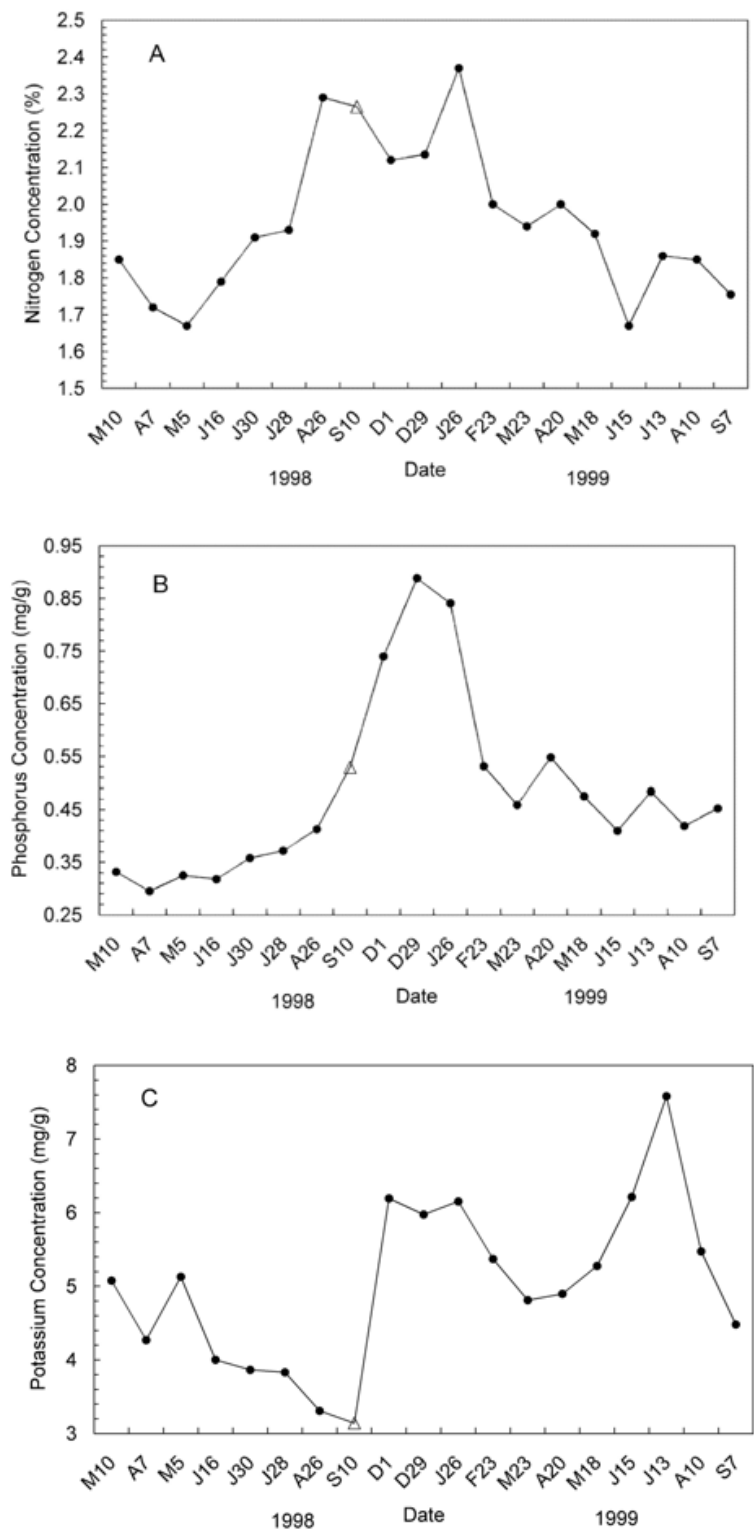 A
Nitrogen Concentration (%)
2.5
2.4
2.3
2.2
2.1
2.0
1.9
1.8
1.7
1.6
1.5
M10 A7 M5 J16 J30 J28 A26 S10 D1 D29 J26 F23 M23 A20 M18 J15 J13 A10 S7
1998 Date 1999
B
Phosphorus Concentration (mg/g)
0.95
0.85
0.75
0.65
0.55
0.45
0.35
0.25
M10 A7 M5 J16 J30 J28 A26 S10 D1 D29 J26 F23 M23 A20 M18 J15 J13 A10 S7
1998 Date 1999
C
Potassium Concentration (mg/g)
8
7
6
5
4
3
M10 A7 M5 J16 J30 J28 A26 S10 D1 D29 J26 F23 M23 A20 M18 J15 J13 A10 S7
1998 Date 1999